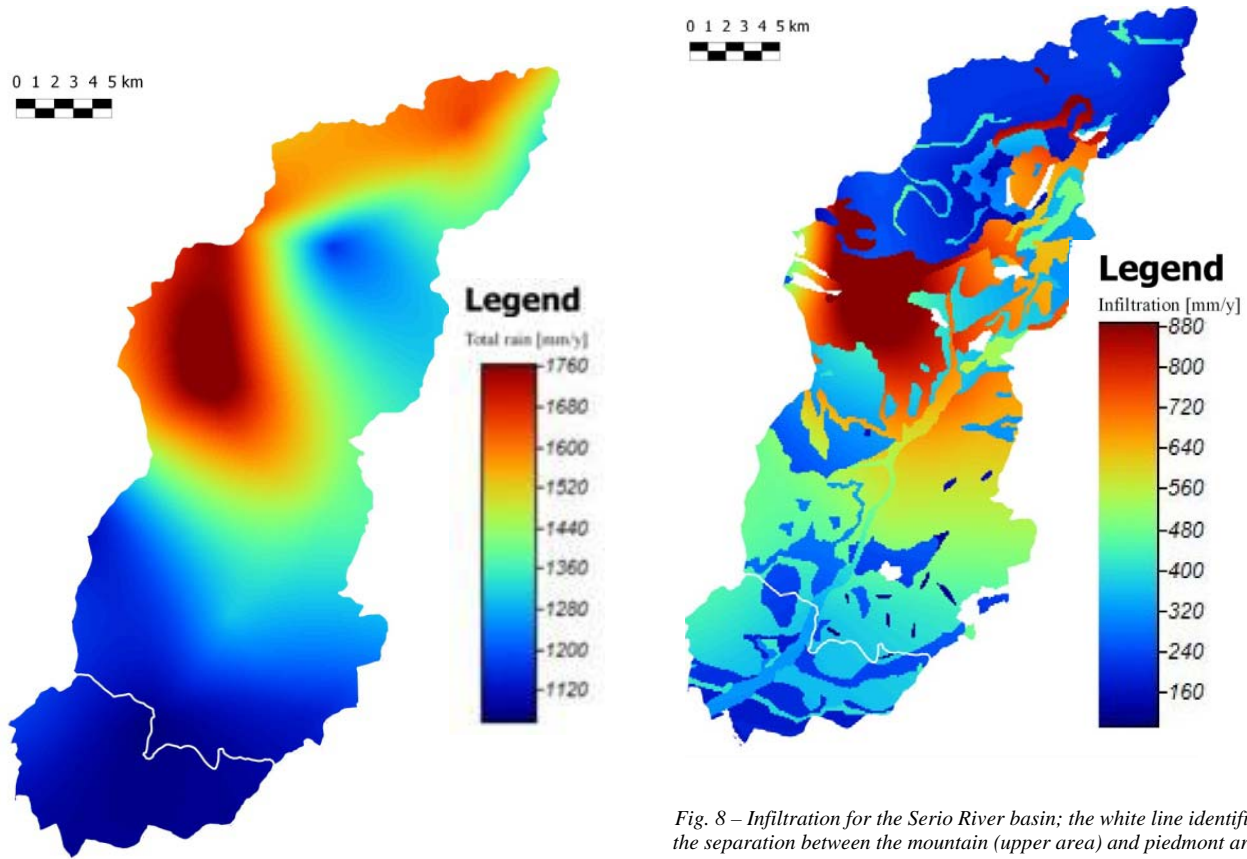 0 1 2 3 4 5 km
Legend
Total rain [mm/y]
1760
1680
1600
1520
1440
1360
1280
1200
1120
0 1 2 3 4 5 km
Legend
Infiltration [mm/y]
880
800
720
640
560
480
400
320
240
160
Fig. 8 – Infiltration for the Serio River basin; the white line identifi
the separation between the mountain (upper area) and piedmont ar